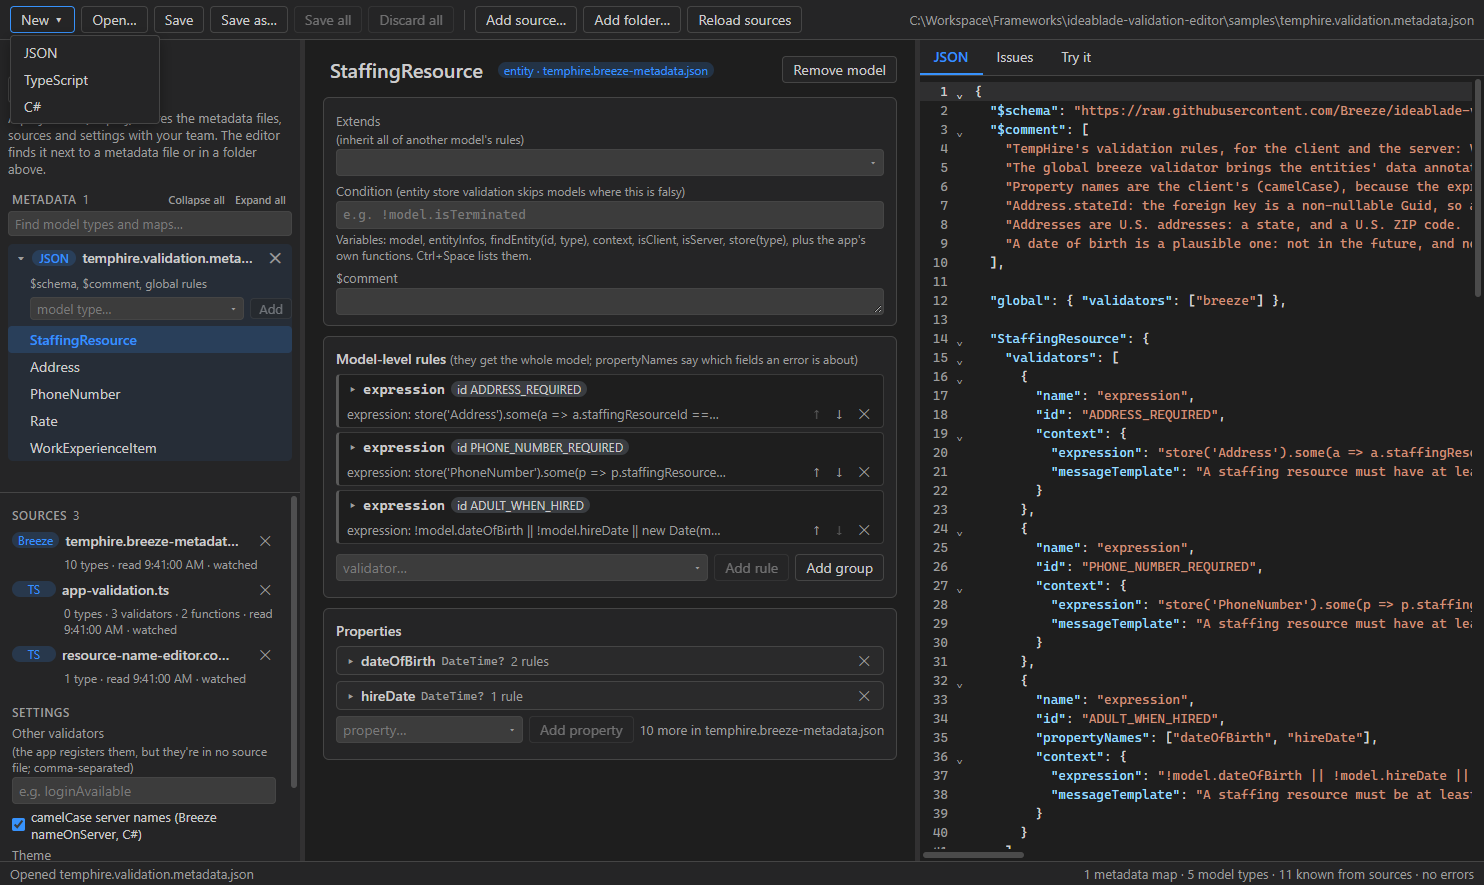 New ▾
Open...
Save
Save as...
Save all
Discard all
Add source...
Add folder...
Reload sources
C:\Workspace\Frameworks\ideablade-validation-editor\samples\temphire.validation.metadata.json
JSON
TypeScript
C#
es the metadata files,
sources and settings with your team. The editor
finds it next to a metadata file or in a folder
above.
METADATA 1
Collapse all
Expand all
Find model types and maps...
JSON temphire.validation.meta...
$schema, $comment, global rules
model type...
Add
StaffingResource
Address
PhoneNumber
Rate
WorkExperienceItem
SOURCES 3
Breeze temphire.breeze-metadat...
10 types · read 9:41:00 AM · watched
TS app-validation.ts
0 types · 3 validators · 2 functions · read
9:41:00 AM · watched
TS resource-name-editor.co...
1 type · read 9:41:00 AM · watched
SETTINGS
Other validators
(the app registers them, but they're in no source
file; comma-separated)
e.g. loginAvailable
camelCase server names (Breeze
nameOnServer, C#)
Theme
StaffingResource
entity · temphire.breeze-metadata.json
Remove model
Extends
(inherit all of another model's rules)
Condition (entity store validation skips models where this is falsy)
e.g. !model.isTerminated
Variables: model, entityInfos, findEntity(id, type), context, isClient, isServer, store(type), plus the app's
own functions. Ctrl+Space lists them.
$comment
Model-level rules (they get the whole model; propertyNames say which fields an error is about)
expression id ADDRESS_REQUIRED
expression: store('Address').some(a => a.staffingResourceId ==...
↑ ↓
expression id PHONE_NUMBER_REQUIRED
expression: store('PhoneNumber').some(p => p.staffingResource...
↑ ↓
expression id ADULT_WHEN_HIRED
expression: !model.dateOfBirth || !model.hireDate || new Date(m...
↑ ↓
validator...
Add rule
Add group
Properties
dateOfBirth DateTime? 2 rules
hireDate DateTime? 1 rule
property...
Add property
10 more in temphire.breeze-metadata.json
JSON
Issues
Try it
1 {
2 "$schema": "https://raw.githubusercontent.com/Breeze/ideablade-
3 "$comment": [
4 "TempHire's validation rules, for the client and the server:
5 "The global breeze validator brings the entities' data
6 "Property names are the client's (camelCase), because the
7 "Address.stateId: the foreign key is a non-nullable Guid, so
8 "Addresses are U.S. addresses: a state, and a U.S. ZIP code.
9 "A date of birth is a plausible one: not in the future, and
10 ],
11
12 "global": { "validators": ["breeze"] },
13
14 "StaffingResource": {
15 "validators": [
16 {
17 "name": "expression",
18 "id": "ADDRESS_REQUIRED",
19 "context": {
20 "expression": "store('Address').some(a => a.staffingReso
21 "messageTemplate": "A staffing resource must have at
22 }
23 },
24 {
25 "name": "expression",
26 "id": "PHONE_NUMBER_REQUIRED",
27 "context": {
28 "expression": "store('PhoneNumber').some(p => p.staffing
29 "messageTemplate": "A staffing resource must have at
30 }
31 },
32 {
33 "name": "expression",
34 "id": "ADULT_WHEN_HIRED",
35 "propertyNames": ["dateOfBirth", "hireDate"],
36 "context": {
37 "expression": "!model.dateOfBirth || !model.hireDate ||
38 "messageTemplate": "A staffing resource must be at
39 }
40 }
Opened temphire.validation.metadata.json
1 metadata map · 5 model types · 11 known from sources · no errors